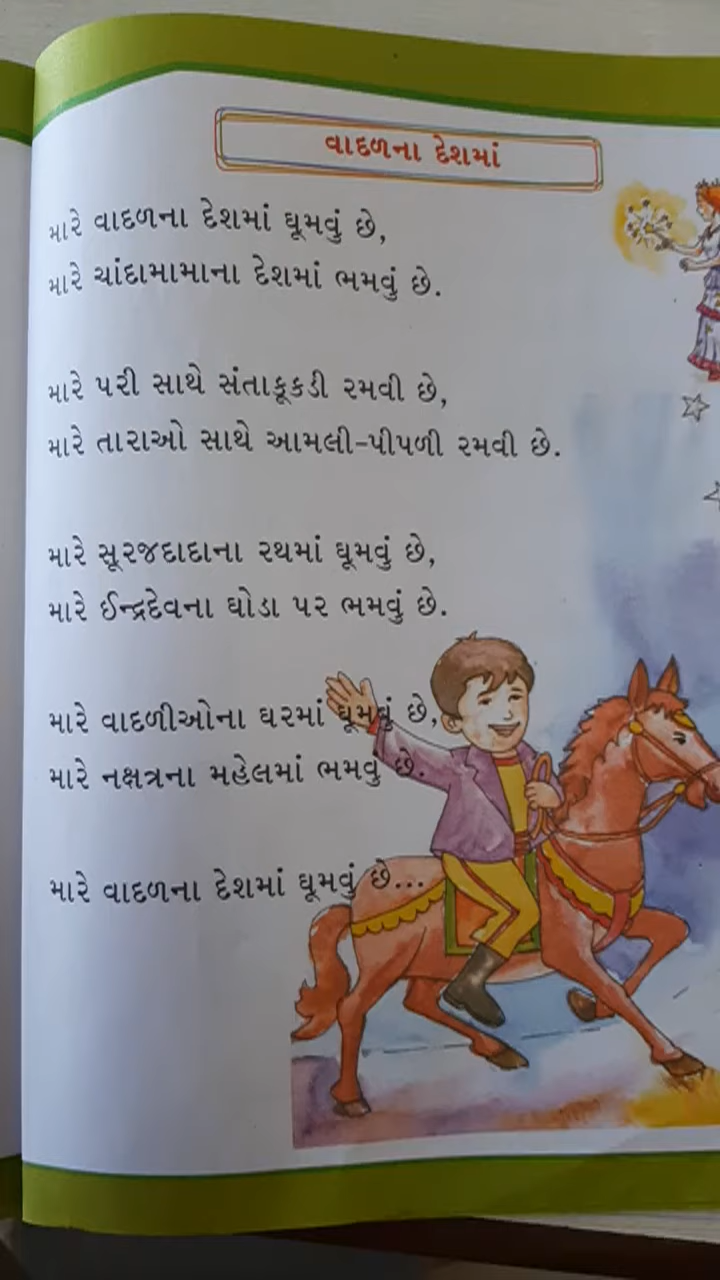 વાદળના દેશમાં
મારે વાદળના દેશમાં ઘૂમવું છે,
મારે ચાંદામામાના દેશમાં ભમવું છે.
મારે પરી સાથે સંતાકૂકડી રમવી છે,
મારે તારાઓ સાથે આમલી-પીપળી રમવી છે.
મારે સૂરજદાદાના રથમાં ઘૂમવું છે,
મારે ઈન્દ્રદેવના ઘોડા પર ભમવું છે.
મારે વાદળીઓના ઘરમાં ઘૂમવું છે,
મારે નક્ષત્રના મહેલમાં ભમવું છે.
મારે વાદળના દેશમાં ઘૂમવું છે...